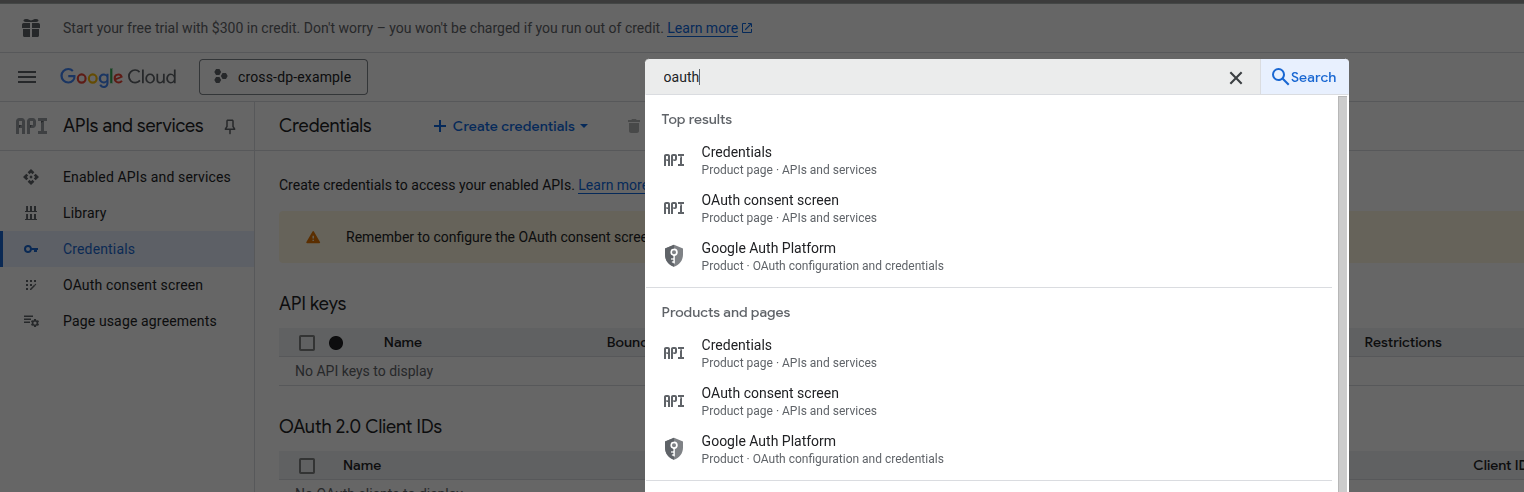 Start your free trial with $300 in credit. Don't worry – you won't be charged if you run out of credit. Learn more
Google Cloud
cross-dp-example
oauth
Search
API
APIs and services
Credentials
Create credentials
Enabled APIs and services
Library
Credentials
OAuth consent screen
Page usage agreements
Create credentials to access your enabled APIs. Learn more
Remember to configure the OAuth consent scree
API keys
Name
Bounc
Restrictions
No API keys to display
OAuth 2.0 Client IDs
Name
Client ID
No OAuth clients to display
Top results
API
Credentials
Product page · APIs and services
API
OAuth consent screen
Product page · APIs and services
Google Auth Platform
Product · OAuth configuration and credentials
Products and pages
API
Credentials
Product page · APIs and services
API
OAuth consent screen
Product page · APIs and services
Google Auth Platform
Product · OAuth configuration and credentials